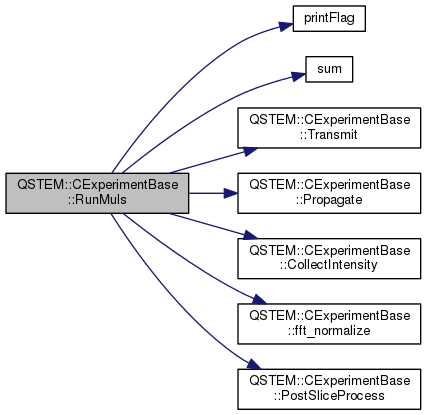 printFlag
sum
QSTEM::CExperimentBase
::Transmit
QSTEM::CExperimentBase
::RunMuls
QSTEM::CExperimentBase
::Propagate
QSTEM::CExperimentBase
::CollectIntensity
QSTEM::CExperimentBase
::fft_normalize
QSTEM::CExperimentBase
::PostSliceProcess